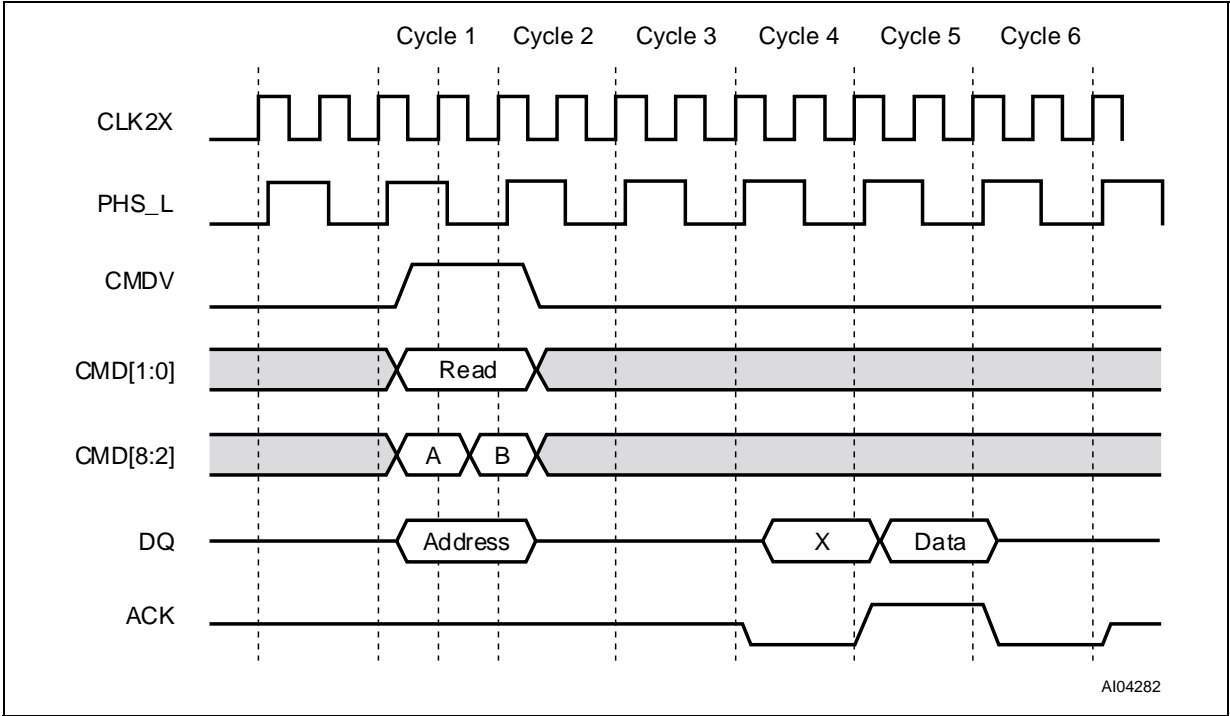 Cycle 1 Cycle 2 Cycle 3 Cycle 4 Cycle 5 Cycle 6
CLK2X
PHS_L
CMDV
CMD[1:0] Read
CMD[8:2] A B
DQ Address X Data
ACK
AI04282